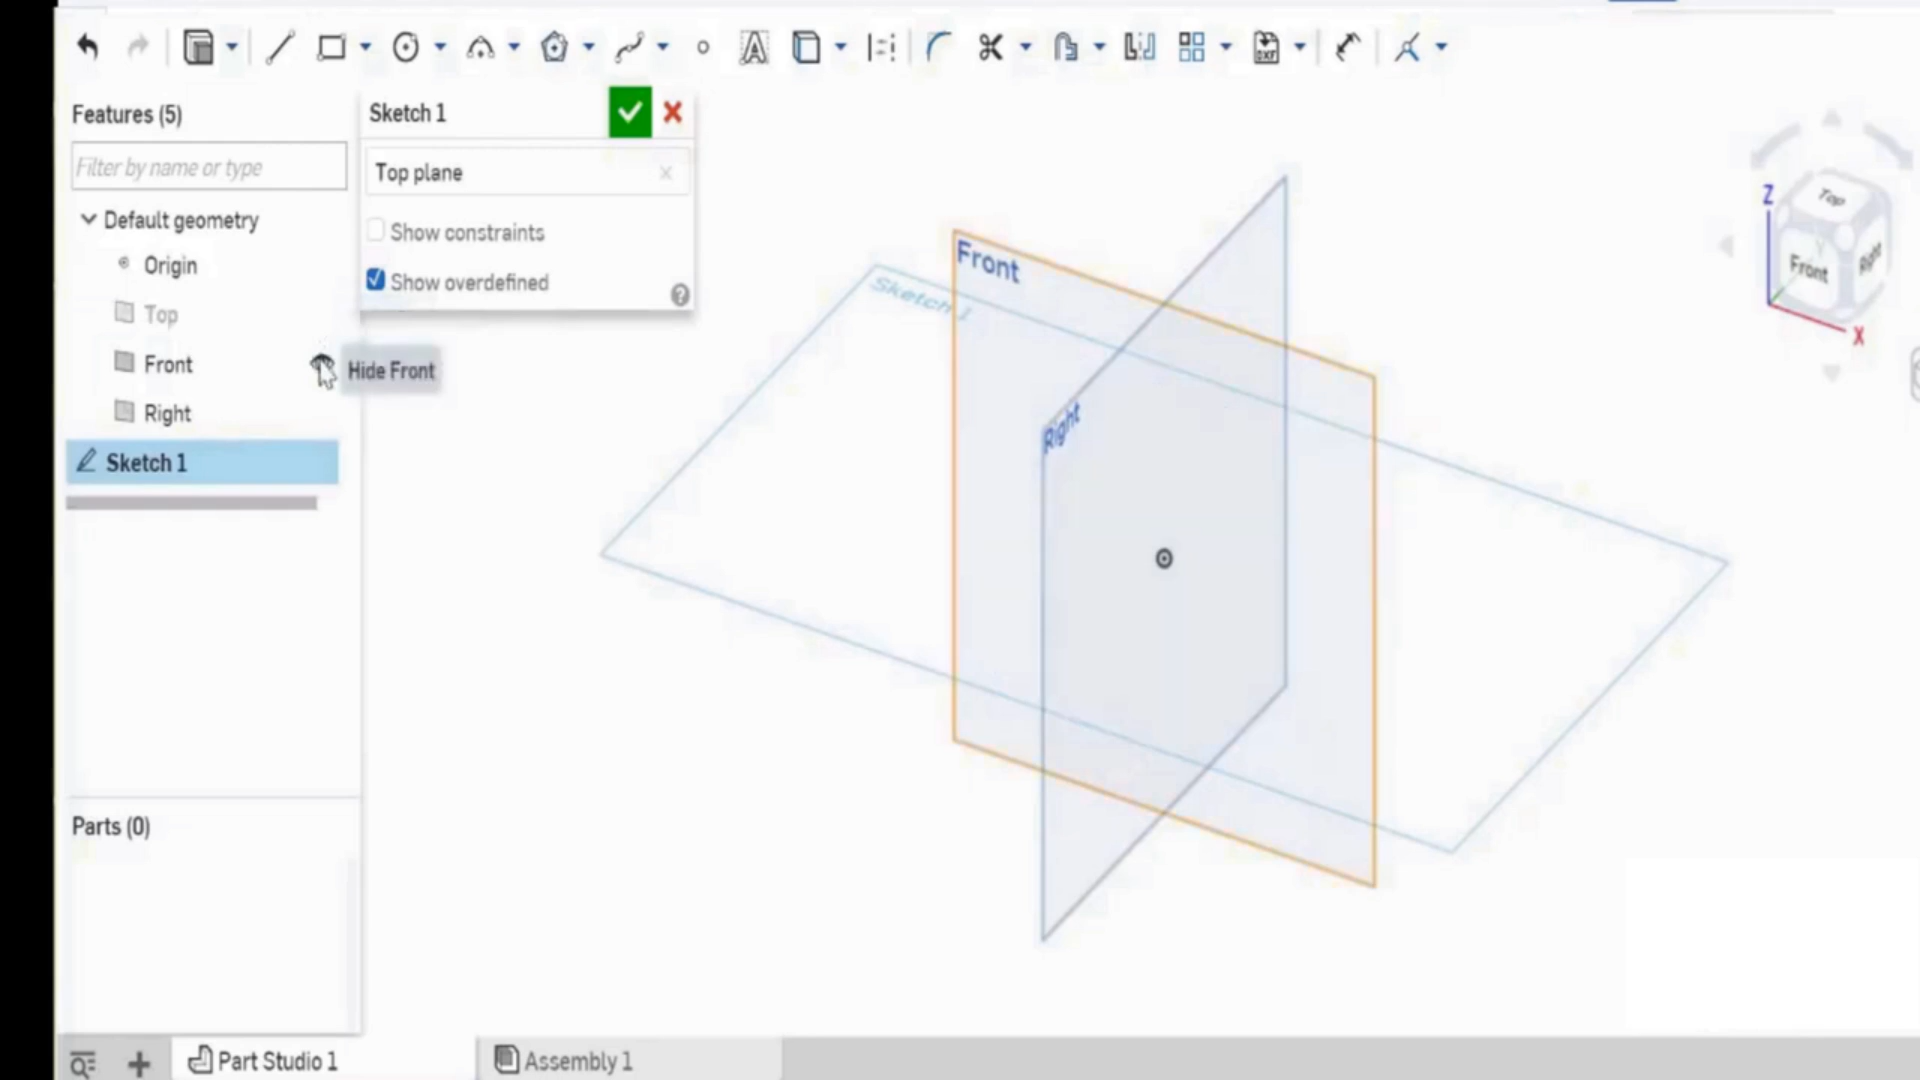 DXF
Features (5)
Filter by name or type
Default geometry
Origin
Top
Front
Hide Front
Right
Sketch 1
Parts (0)
Sketch 1
Top plane
Show constraints
Show overdefined
Front
Sketch 1
Right
Z
Top
Y
Front
Right
X
Part Studio 1
Assembly 1